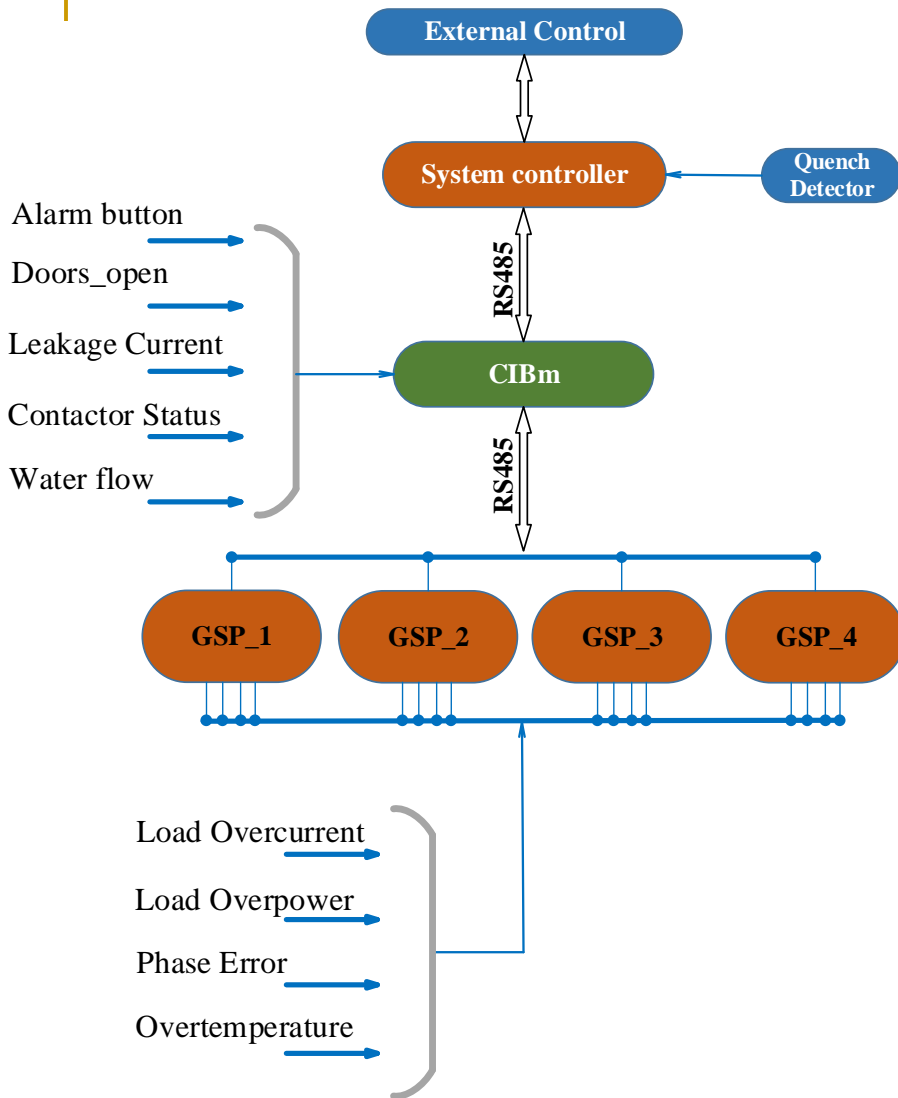 External Control
System controller
Quench
Detector
Alarm button
Doors_open
Leakage Current
Contactor Status
Water flow
RS485
CIBm
RS485
GSP_1
GSP_2
GSP_3
GSP_4
Load Overcurrent
Load Overpower
Phase Error
Overtemperature